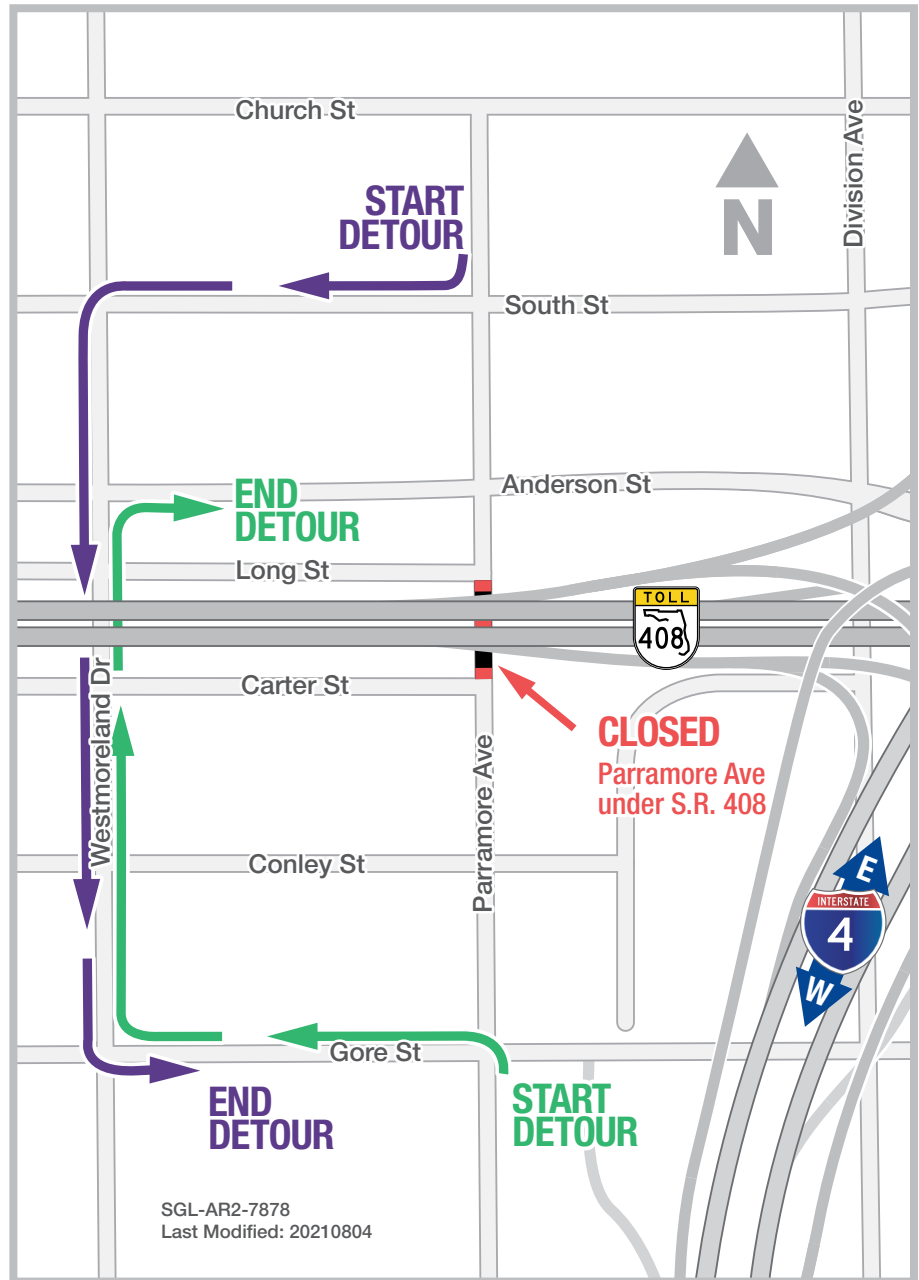 Church St
Division Ave
START
DETOUR
N
South St
Anderson St
END
DETOUR
Long St
TOLL
408
Westmoreland Dr
Carter St
CLOSED
Parramore Ave
under S.R. 408
Parramore Ave
Conley St
E
INTERSTATE
4
W
Gore St
END
DETOUR
START
DETOUR
SGL-AR2-7878
Last Modified: 20210804